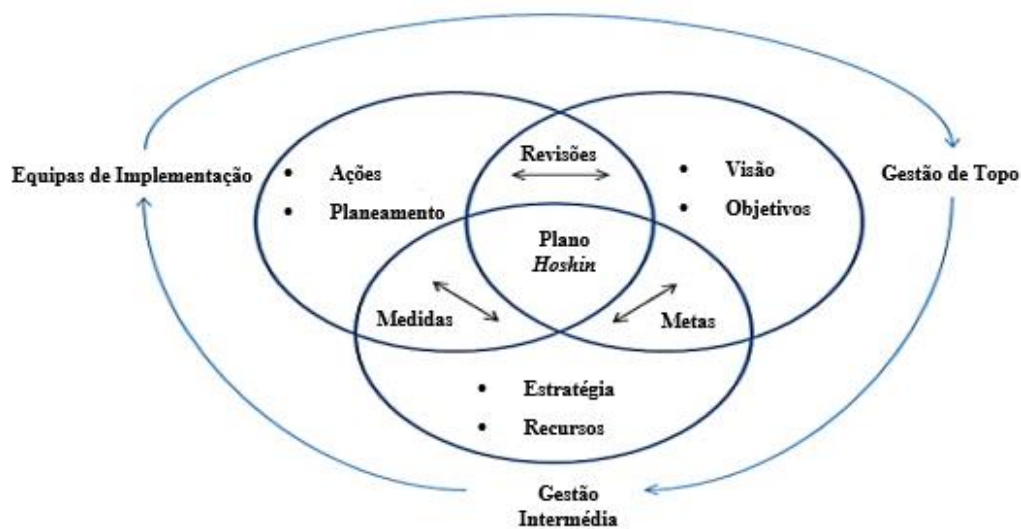 Revisões
Equipas de Implementação
• Ações
• Planeamento
• Visão
• Objetivos
Gestão de Topo
Plano
Hoshin
Medidas
Metas
• Estratégia
• Recursos
Gestão
Intermédia